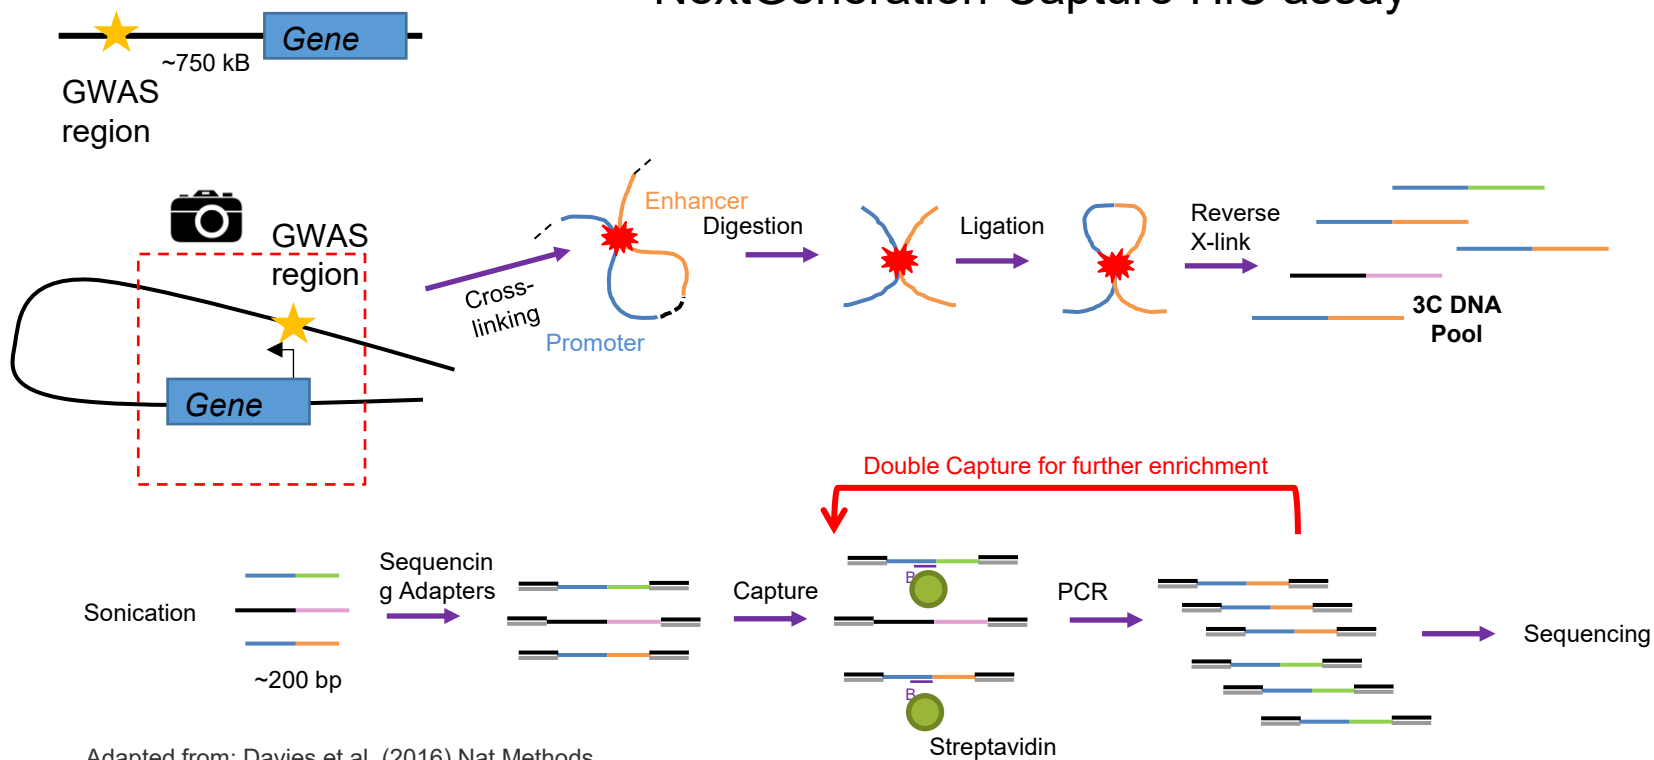 NextGeneration Capture HiC assay
Gene
~750 kB
GWAS
region
GWAS
region
Gene
Cross-
linking
Enhancer
Promoter
Digestion
Ligation
Reverse
X-link
3C DNA
Pool
Double Capture for further enrichment
Sonication
~200 bp
Sequencin
g Adapters
Capture
B
B
Streptavidin
PCR
Sequencing
Adapted from: Davies et al. (2016) Nat Methods